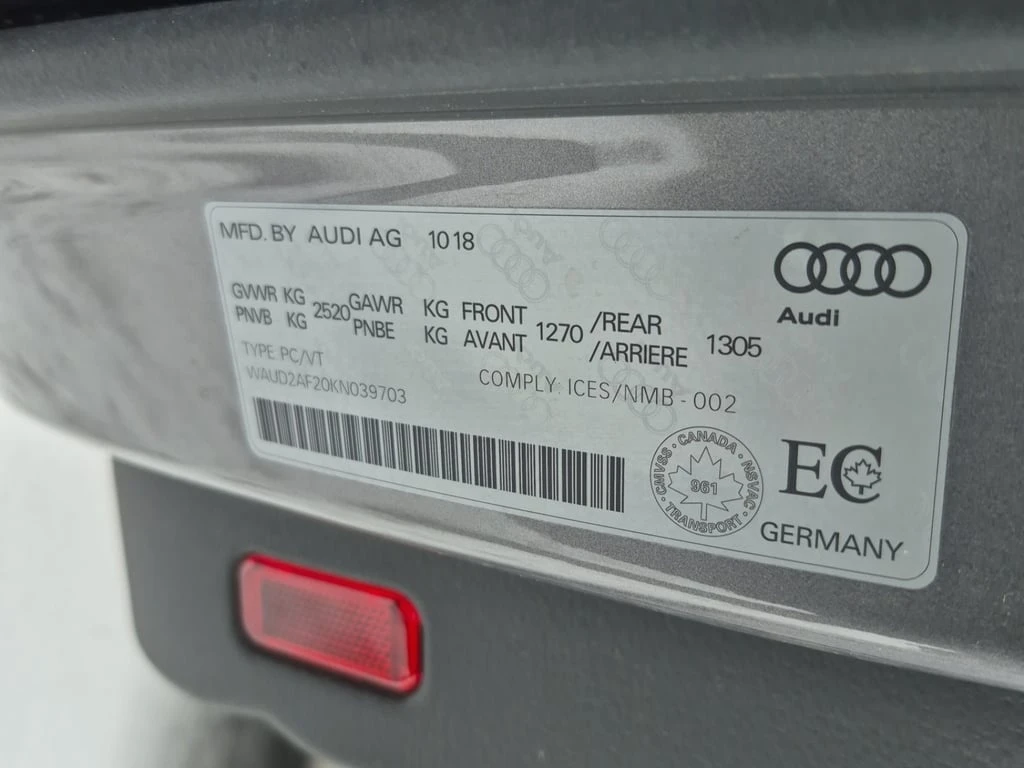 MFD. BY AUDI AG 1018
Audi
GVWR KG 2520 GAWR KG FRONT 1270 /REAR 1305
PNVB KG PNBE KG AVANT /ARRIERE
TYPE PC/VT
WAUD2AF20KN039703
COMPLY: ICES/NMB - 002
CMVSS · CANADA · NSVAC · TRANSPORT
961
EC
GERMANY